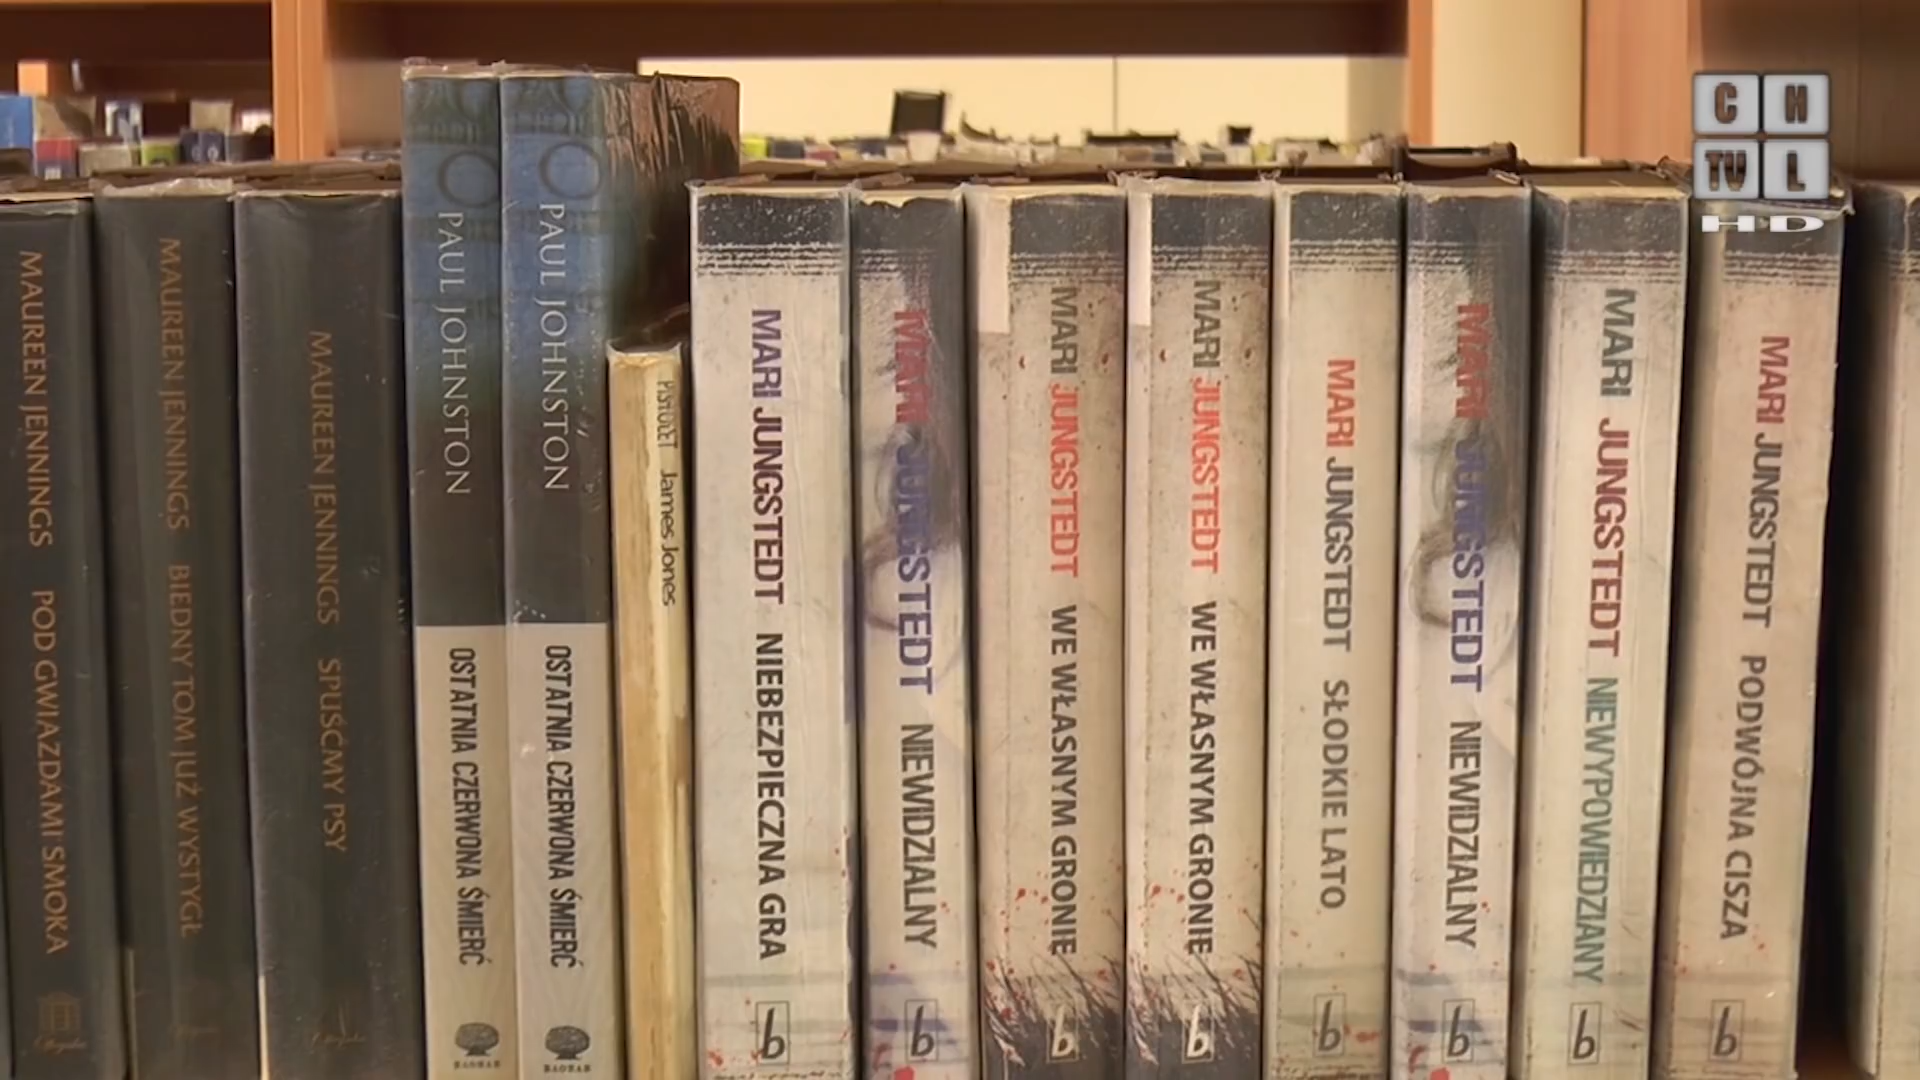 MAUREEN JENNINGS POD GWIAZDAMI SMOKA
MAUREEN JENNINGS BIEDNY TOM JUŻ WYSTYGŁ
MAUREEN JENNINGS SPUŚĆMY PSY
PAUL JOHNSTON OSTATNIA CZERWONA ŚMIERĆ
BAOBAB
PAUL JOHNSTON OSTATNIA CZERWONA ŚMIERĆ
BAOBAB
PISTOLET James Jones
MARI JUNGSTEDT NIEBEZPIECZNA GRA
b
MARI JUNGSTEDT NIEWIDZIALNY
b
MARI JUNGSTEDT WE WŁASNYM GRONIE
b
MARI JUNGSTEDT WE WŁASNYM GRONIE
b
MARI JUNGSTEDT SŁODKIE LATO
b
MARI JUNGSTEDT NIEWIDZIALNY
b
MARI JUNGSTEDT NIEWYPOWIEDZIANY
b
MARI JUNGSTEDT PODWÓJNA CISZA
b
C H
TV L
HD